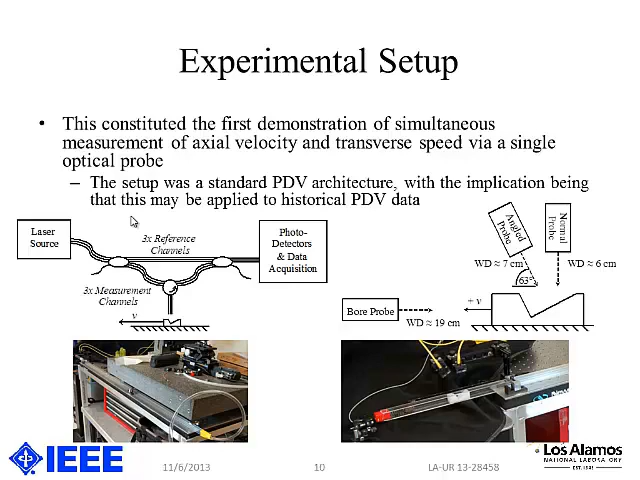 Experimental Setup
• This constituted the first demonstration of simultaneous
measurement of axial velocity and transverse speed via a single
optical probe
– The setup was a standard PDV architecture, with the implication being
that this may be applied to historical PDV data
Laser
Source
3x Reference
Channels
Photo-
Detectors
& Data
Acquisition
3x Measurement
Channels
v
Angled
Probe
Normal
Probe
WD ≈ 7 cm
WD ≈ 6 cm
63°
Bore Probe
WD ≈ 19 cm
+ v
IEEE
11/6/2013
10
LA-UR 13-28458
Los Alamos
NATIONAL LABORATORY
EST. 1943